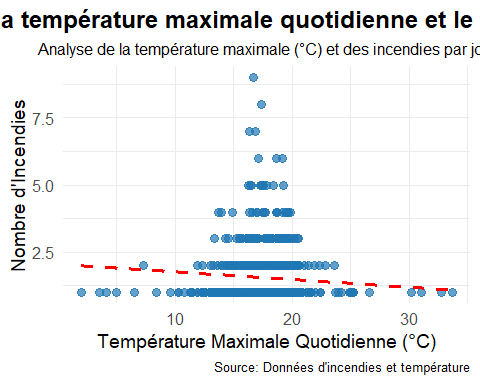 a température maximale quotidienne et le
Analyse de la température maximale (°C) et des incendies par jo
Nombre d'Incendies
7.5
5.0
2.5
10
20
30
Température Maximale Quotidienne (°C)
Source: Données d'incendies et température